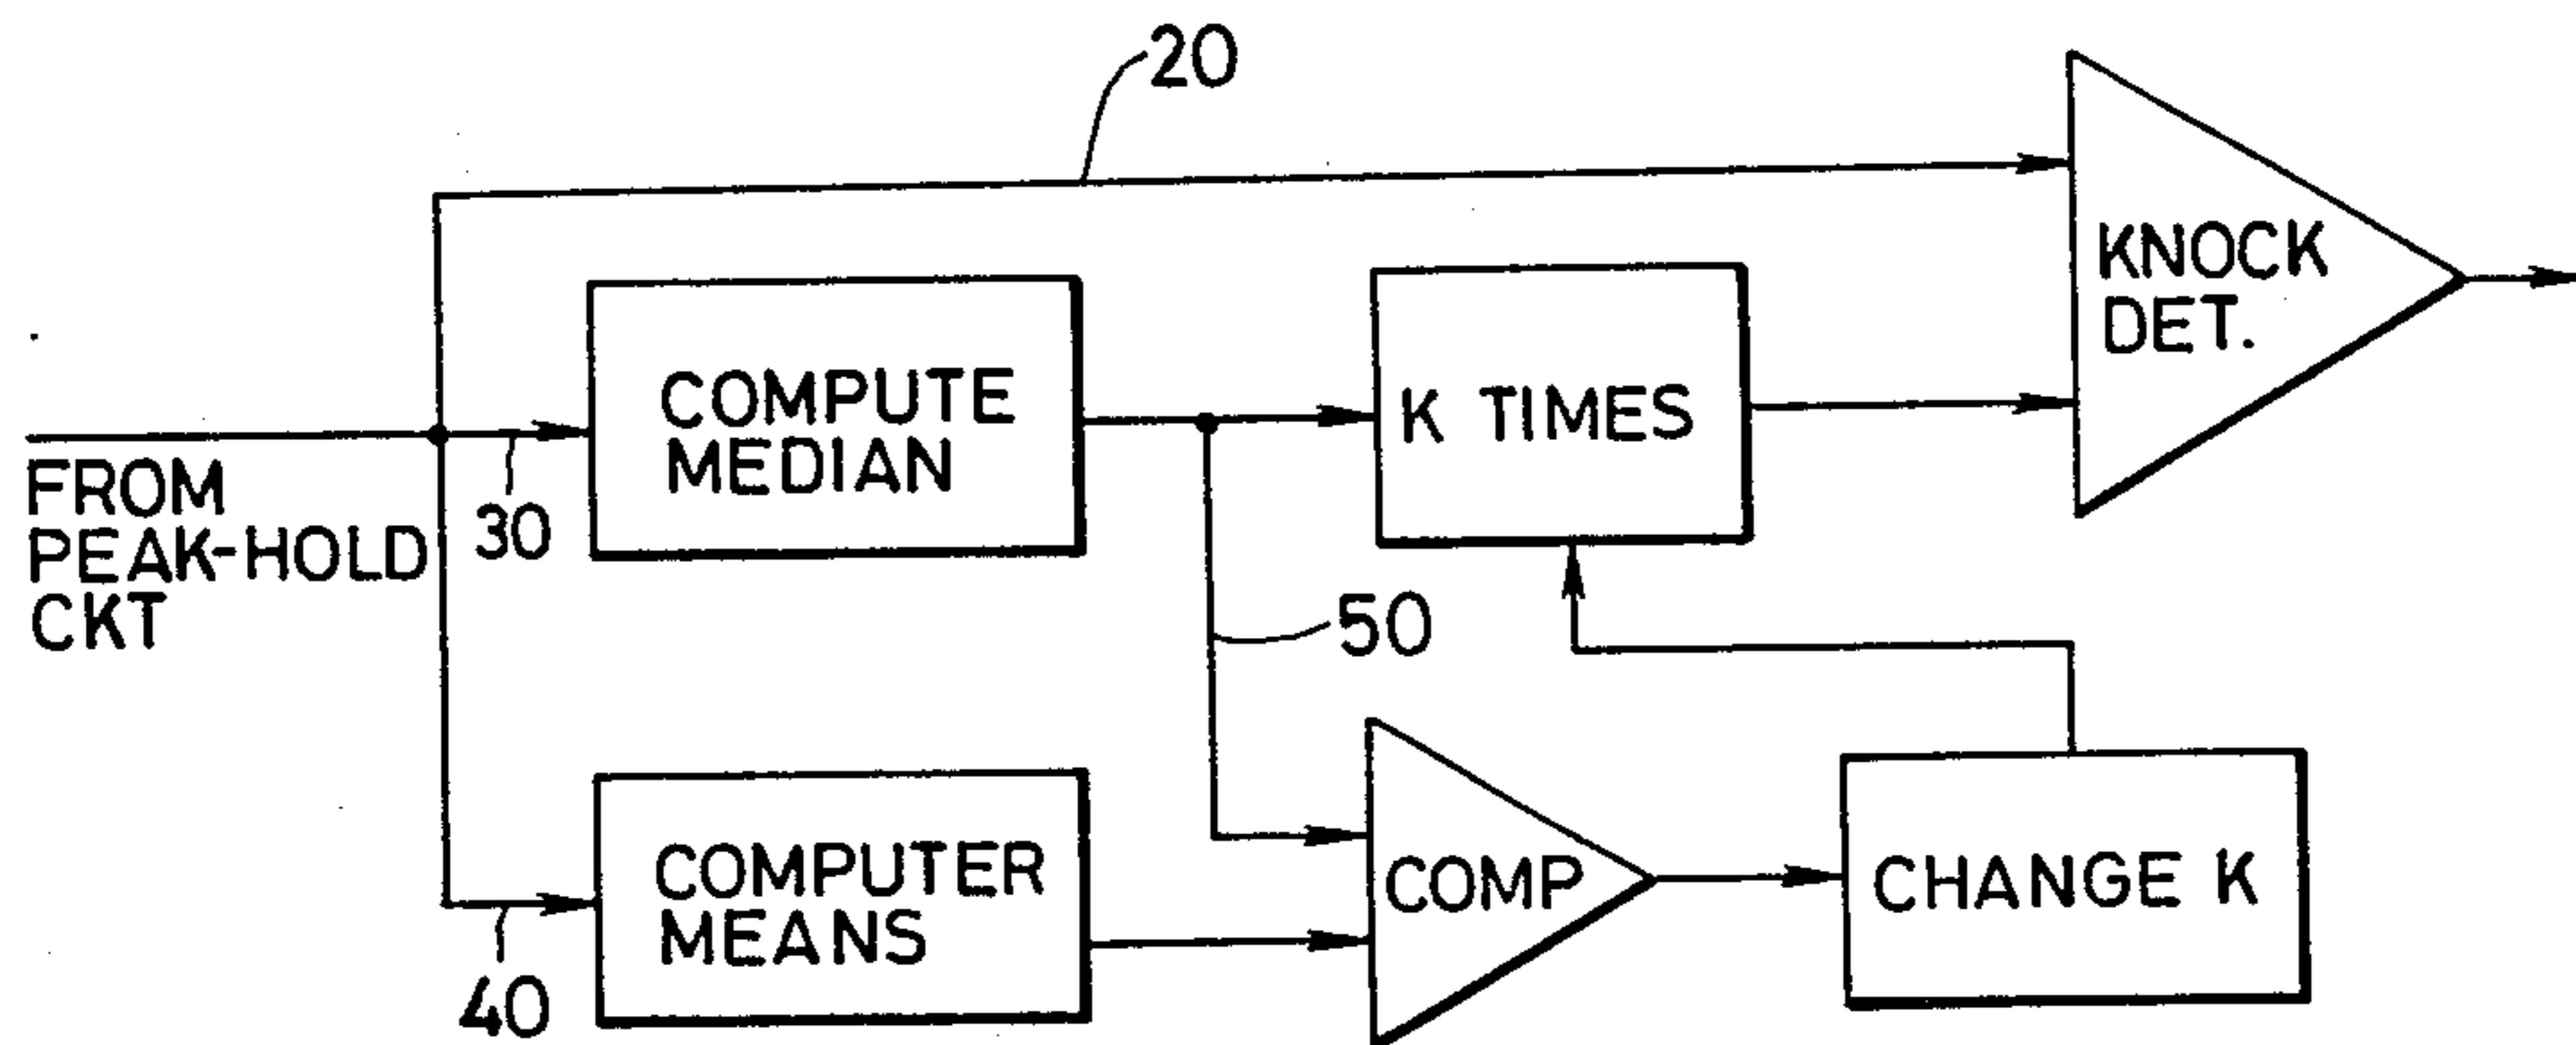 20
KNOCK
DET.
COMPUTE
MEDIAN
K TIMES
FROM
PEAK-HOLD
CKT
30
50
COMPUTER
MEANS
COMP
CHANGE K
40